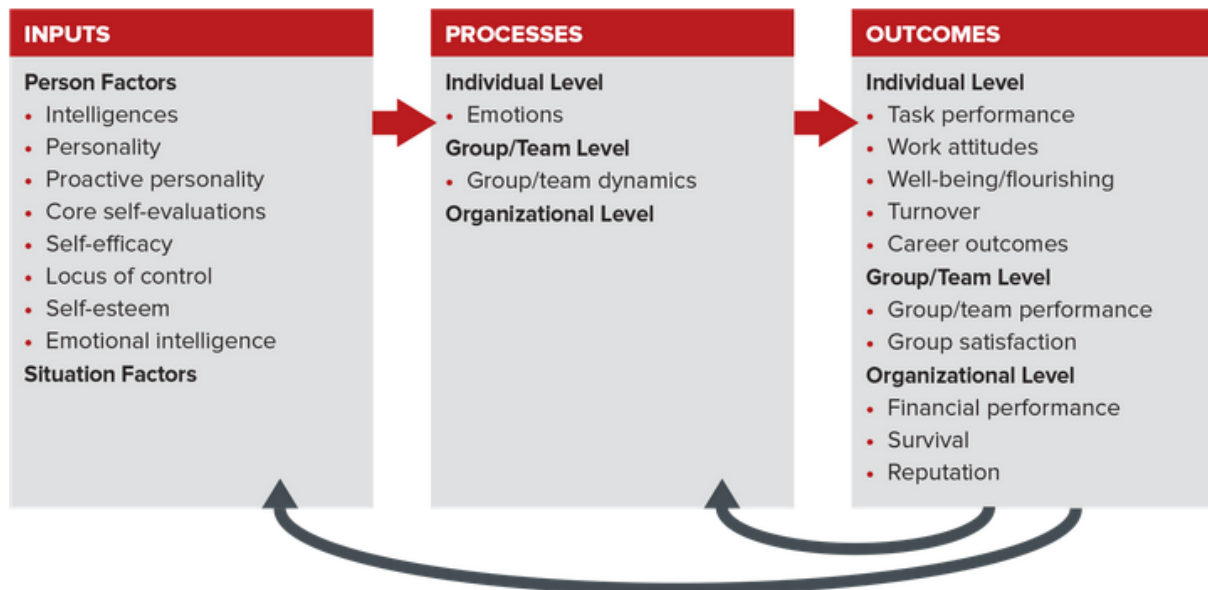 INPUTS
Person Factors
• Intelligences
• Personality
• Proactive personality
• Core self-evaluations
• Self-efficacy
• Locus of control
• Self-esteem
• Emotional intelligence
Situation Factors
PROCESSES
Individual Level
• Emotions
Group/Team Level
• Group/team dynamics
Organizational Level
OUTCOMES
Individual Level
• Task performance
• Work attitudes
• Well-being/flourishing
• Turnover
• Career outcomes
Group/Team Level
• Group/team performance
• Group satisfaction
Organizational Level
• Financial performance
• Survival
• Reputation